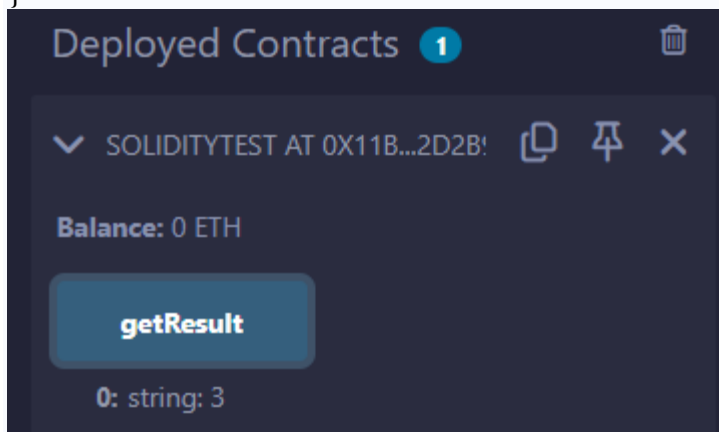 Deployed Contracts 1
SOLIDITYTEST AT 0X11B...2D2B
Balance: 0 ETH
getResult
0: string: 3